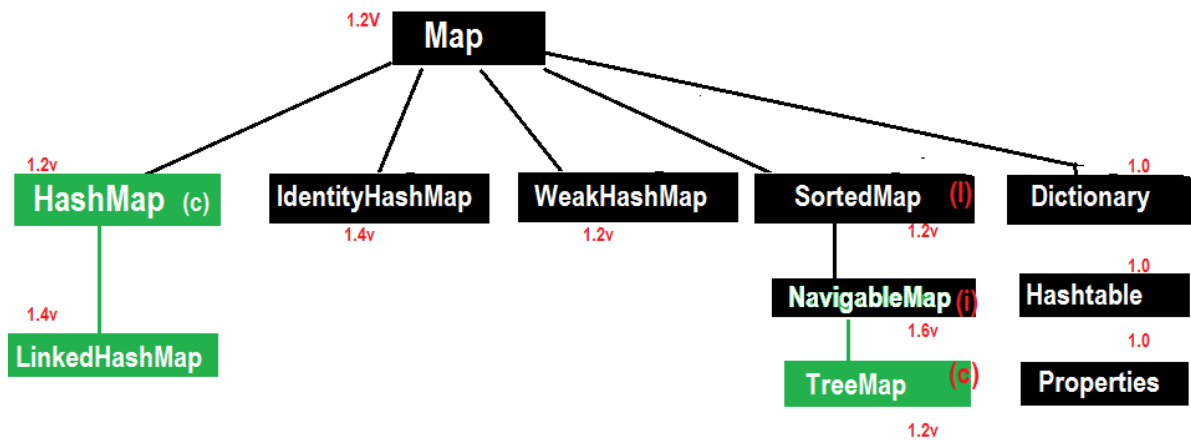 1.2V
Map
1.2v
1.0
HashMap (c)
IdentityHashMap
WeakHashMap
SortedMap (I)
Dictionary
1.4v
1.2v
1.2v
1.0
NavigableMap (i)
Hashtable
1.4v
1.6v
1.0
LinkedHashMap
TreeMap (c)
Properties
1.2v